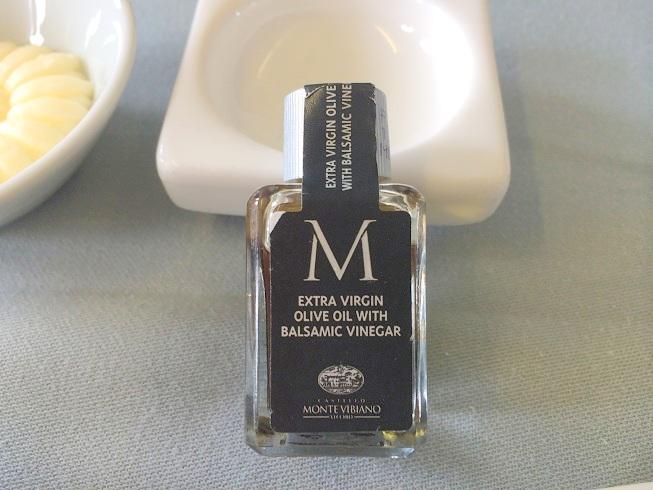 EXTRA VIRGIN OLIVE
WITH BALSAMIC VINE
M
EXTRA VIRGIN
OLIVE OIL WITH
BALSAMIC VINEGAR
CASTELLO
MONTE VIBIANO